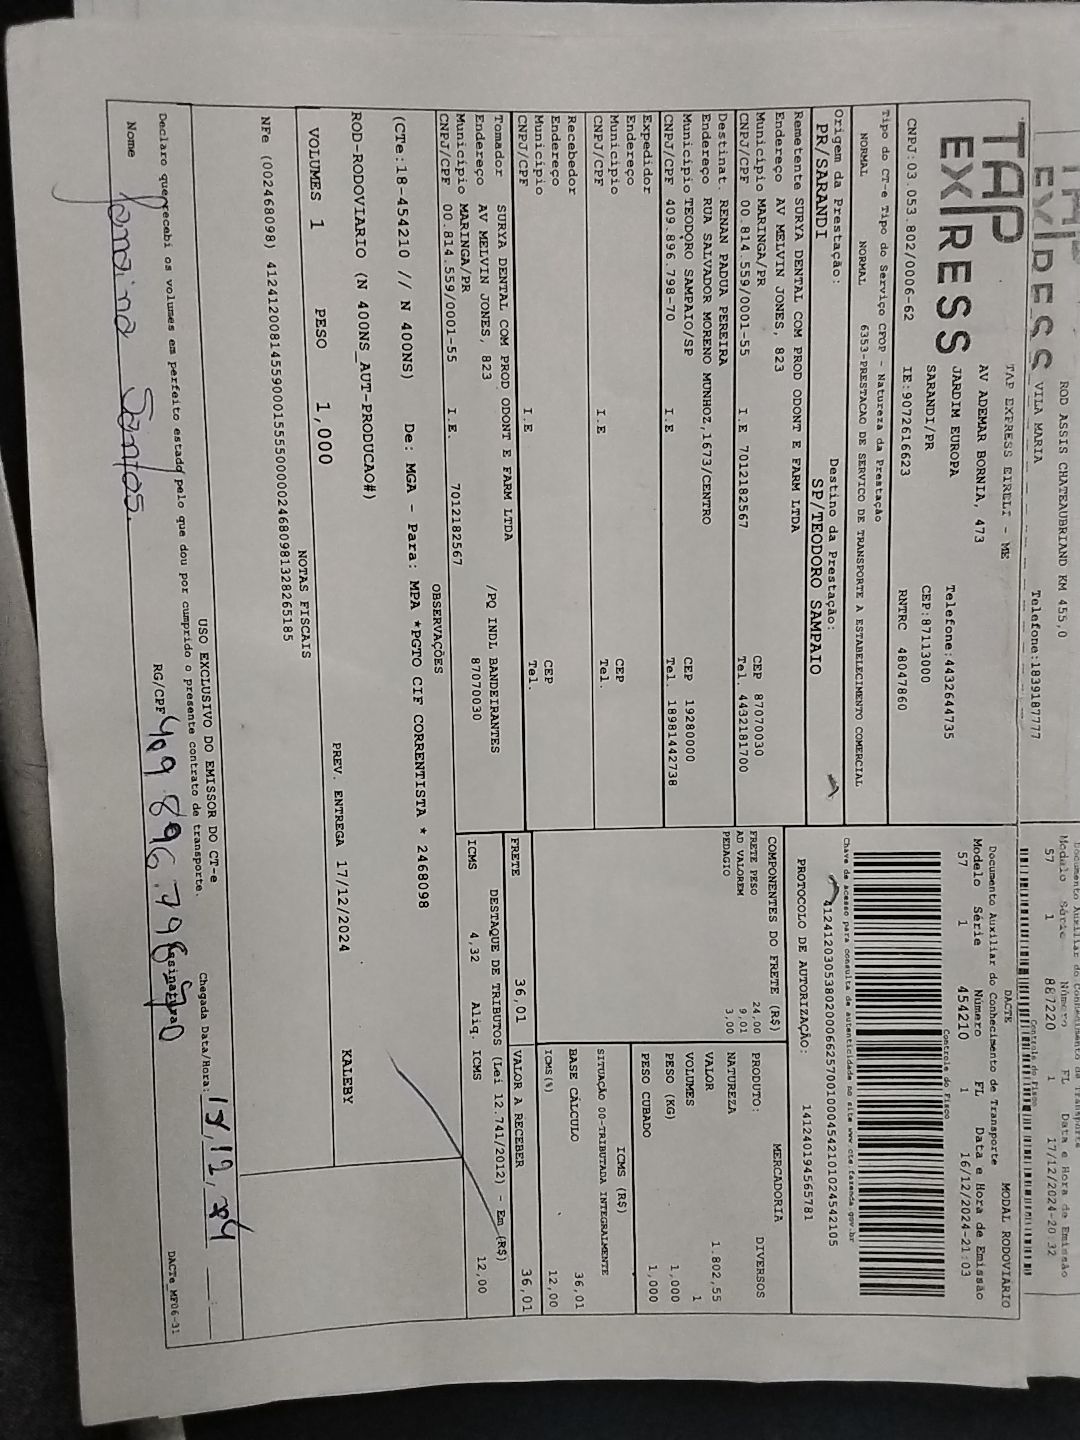 ROD ASSIS CHATEAUBRIAND KM 455,0
EXPRESS VILA MARIA Telefone:1839187777
Modelo Série Número FL Data e Hora de Emissão
57 1 887220 1 17/12/2024-20:32
Controle do Fisco
TAP EXPRESS
TAP EXPRESS EIRELI - ME
AV ADEMAR BORNIA, 473
JARDIM EUROPA Telefone:4432644735
SARANDI/PR CEP:87113000
CNPJ:03.053.802/0006-62 IE:9072616623 RNTRC 48047860
DACTE MODAL RODOVIÁRIO
Documento Auxiliar do Conhecimento de Transporte
Modelo Série Número FL Data e Hora de Emissão
57 1 454210 1 16/12/2024-21:03
Controle do Fisco
Tipo do CT-e Tipo do Serviço CFOP - Natureza da Prestação
NORMAL NORMAL 6353-PRESTACAO DE SERVICO DE TRANSPORTE A ESTABELECIMENTO COMERCIAL
Chave de acesso para consulta de autenticidade no site www.cte.fazenda.gov.br
41241203053802000662570010004542101024542105
PROTOCOLO DE AUTORIZAÇÃO: 141240194565781
Origem da Prestação: Destino da Prestação:
PR/SARANDI SP/TEODORO SAMPAIO
Remetente SURYA DENTAL COM PROD ODONT E FARM LTDA
Endereço AV MELVIN JONES, 823
Município MARINGA/PR CEP 87070030
CNPJ/CPF 00.814.559/0001-55 I.E 7012182567 Tel. 4432181700
Destinat. RENAN PADUA PEREIRA
Endereço RUA SALVADOR MORENO MUNHOZ,1673/CENTRO
Município TEODORO SAMPAIO/SP CEP 19280000
CNPJ/CPF 409.896.798-70 I.E Tel. 18981442738
Expedidor
Endereço
Município CEP
CNPJ/CPF I.E Tel.
Recebedor
Endereço
Município CEP
CNPJ/CPF I.E Tel.
Tomador SURYA DENTAL COM PROD ODONT E FARM LTDA
Endereço AV MELVIN JONES, 823 /PQ INDL BANDEIRANTES
Município MARINGA/PR 87070030
CNPJ/CPF 00.814.559/0001-55 I.E. 7012182567
COMPONENTES DO FRETE (R$)
FRETE PESO 24,00
AD VALOREM 9,01
PEDAGIO 3,00
MERCADORIA
PRODUTO: DIVERSOS
NATUREZA
VALOR 1.802,55
VOLUMES 1
PESO (KG) 1,000
PESO CUBADO 1,000
ICMS (R$)
SITUAÇÃO 00-TRIBUTADA INTEGRALMENTE
BASE CÁLCULO 36,01
ICMS(%) 12,00
FRETE 36,01 VALOR A RECEBER 36,01
DESTAQUE DE TRIBUTOS (Lei 12.741/2012) - Em (R$)
ICMS 4,32 Aliq. ICMS 12,00
OBSERVAÇÕES
(CTe:18-454210 // N 400NS) De: MGA - Para: MPA *PGTO CIF CORRENTISTA * 2468098
ROD-RODOVIARIO (N 400NS_AUT-PRODUCAO#)
VOLUMES 1 PESO 1,000 PREV. ENTREGA 17/12/2024 KALEBY
NOTAS FISCAIS
NFe (002468098) 41241200814559000155550000024680981328265185
USO EXCLUSIVO DO EMISSOR DO CT-e
Declaro que recebi os volumes em perfeito estado pelo que dou por cumprido o presente contrato de transporte.
Chegada Data/Hora: 18,12,24 __:__
Nome Janaina Santos. RG/CPF 409 896.798 70 Assinatura
DACTe_MF06-31